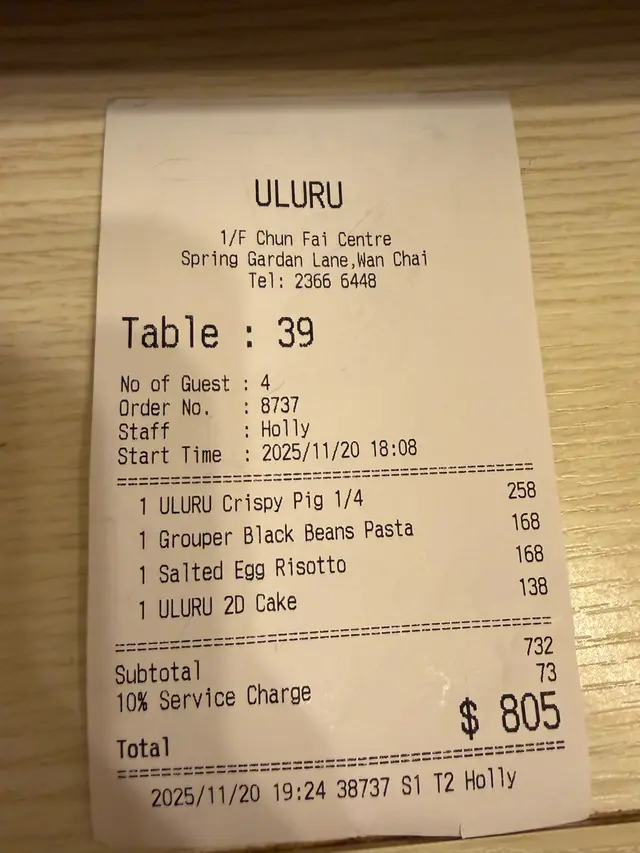 ULURU
1/F Chun Fai Centre
Spring Gardan Lane,Wan Chai
Tel: 2366 6448
Table : 39
No of Guest : 4
Order No. : 8737
Staff : Holly
Start Time : 2025/11/20 18:08
1 ULURU Crispy Pig 1/4 258
1 Grouper Black Beans Pasta 168
1 Salted Egg Risotto 168
1 ULURU 2D Cake 138
Subtotal 732
10% Service Charge 73
Total $ 805
2025/11/20 19:24 38737 S1 T2 Holly